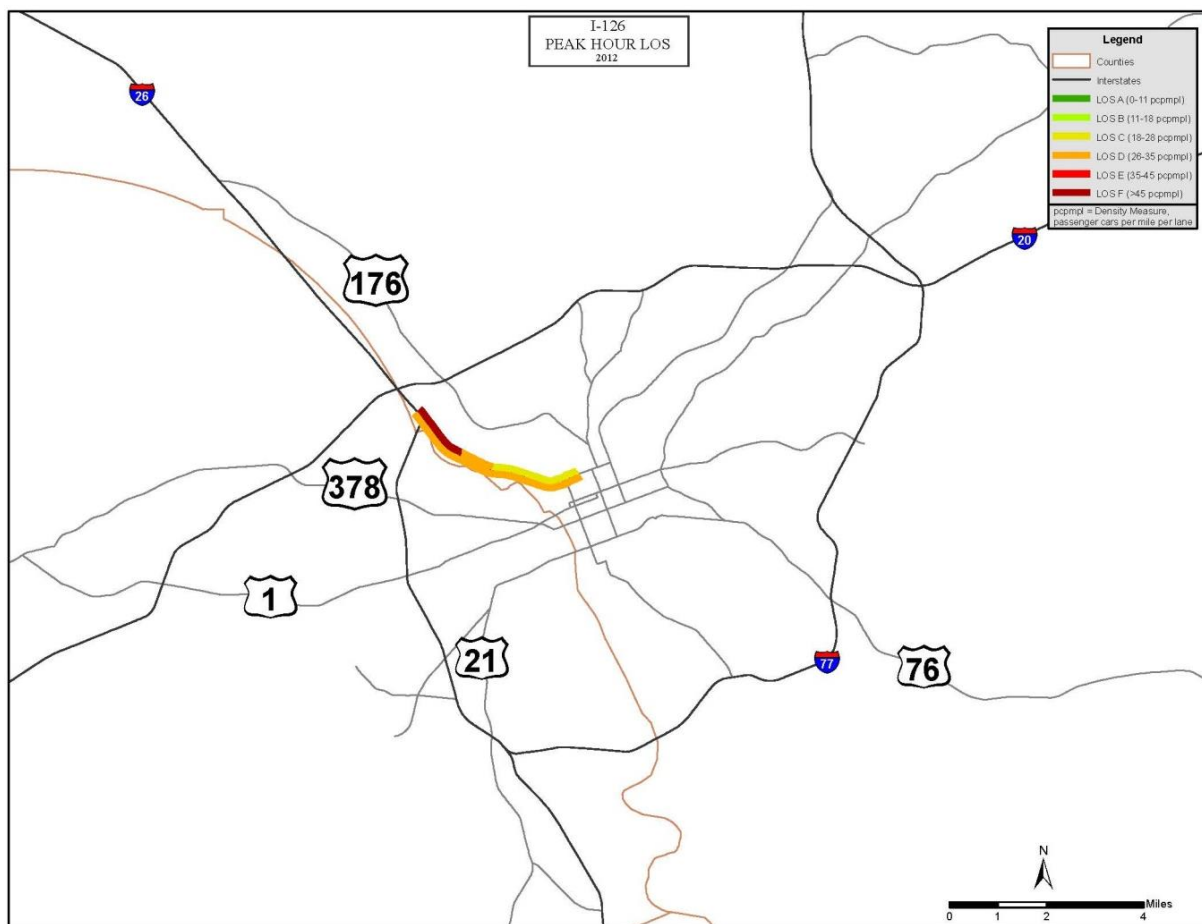 I-126
PEAK HOUR LOS
2012
Legend
Counties
Interstates
LOS A (0-11 pcpmpl)
LOS B (11-18 pcpmpl)
LOS C (18-28 pcpmpl)
LOS D (26-35 pcpmpl)
LOS E (35-45 pcpmpl)
LOS F (>45 pcpmpl)
pcpmpl = Density Measure,
passenger cars per mile per lane
26
20
176
378
1
21
77
76
N
0 1 2 4 Miles